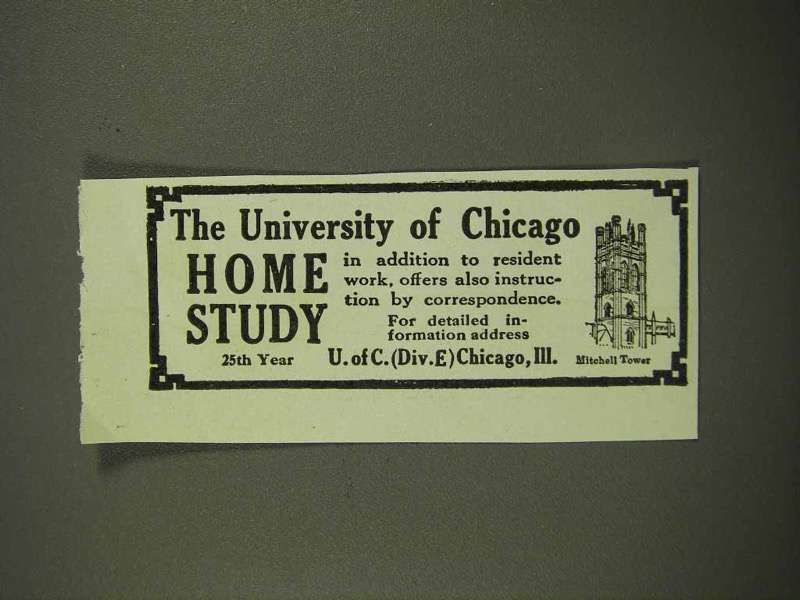 The University of Chicago
HOME
STUDY
in addition to resident
work, offers also instruc-
tion by correspondence.
For detailed in-
formation address
25th Year
U. of C. (Div. E) Chicago, Ill.
Mitchell Tower